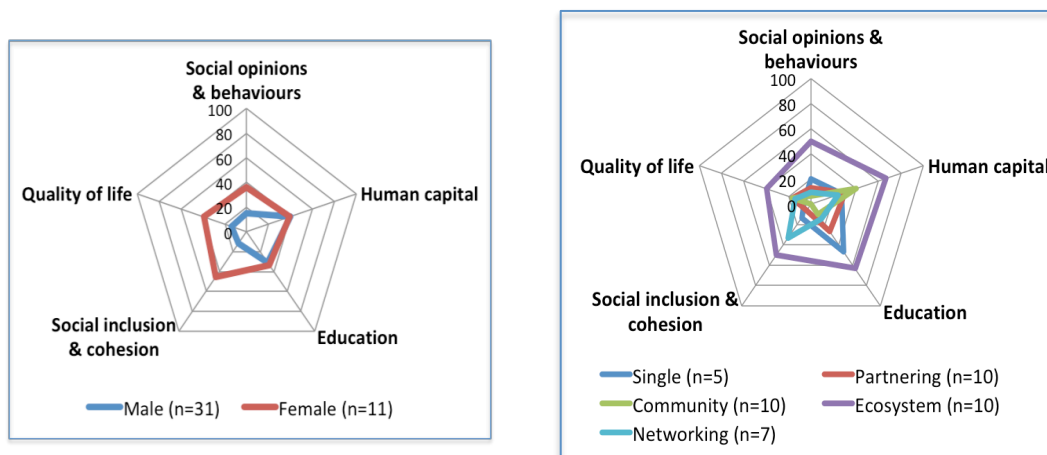 Social opinions
& behaviours
100
80
60
40
20
0
Quality of life
Human capital
Social inclusion
& cohesion
Education
Male (n=31)
Female (n=11)
Social opinions &
behaviours
100
80
60
40
20
0
Quality of life
Human capital
Social inclusion &
cohesion
Education
Single (n=5)
Partnering (n=10)
Community (n=10)
Ecosystem (n=10)
Networking (n=7)